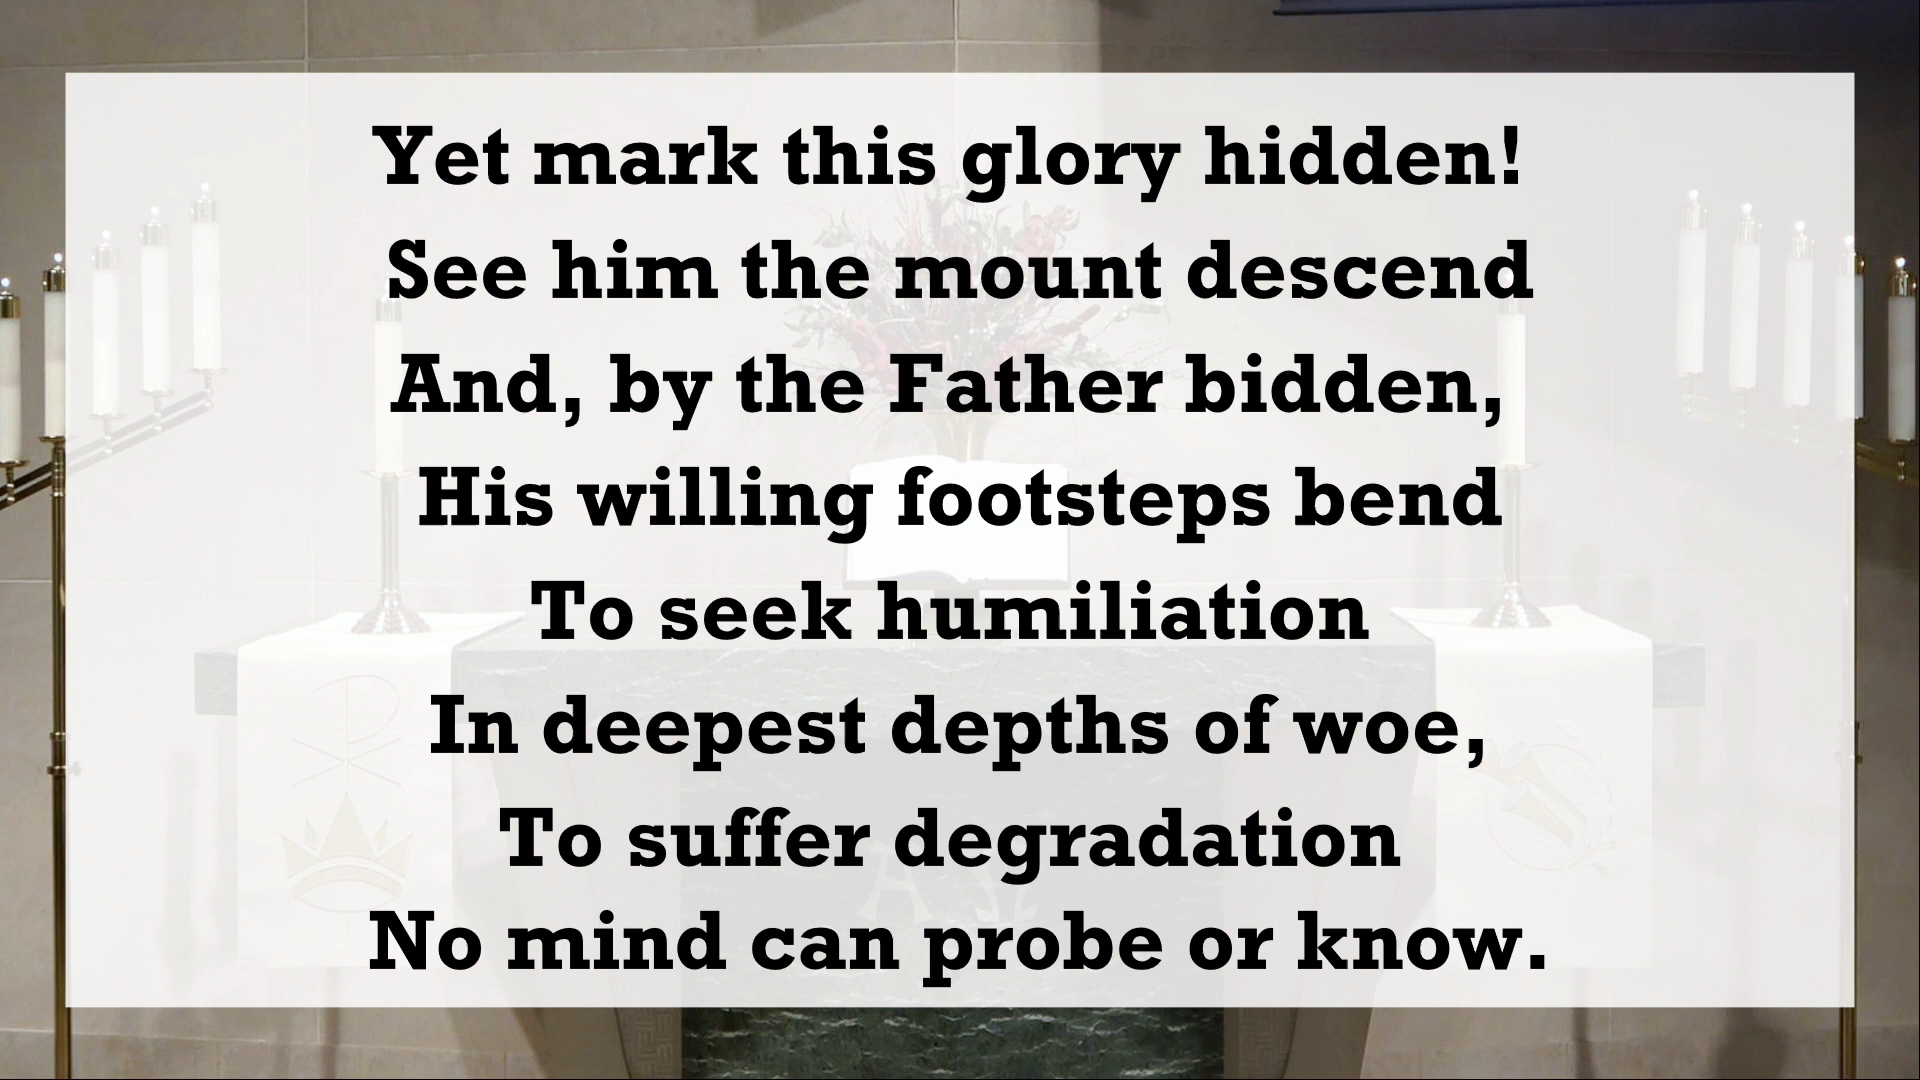 Yet mark this glory hidden!
See him the mount descend
And, by the Father bidden,
His willing footsteps bend
To seek humiliation
In deepest depths of woe,
To suffer degradation
No mind can probe or know.